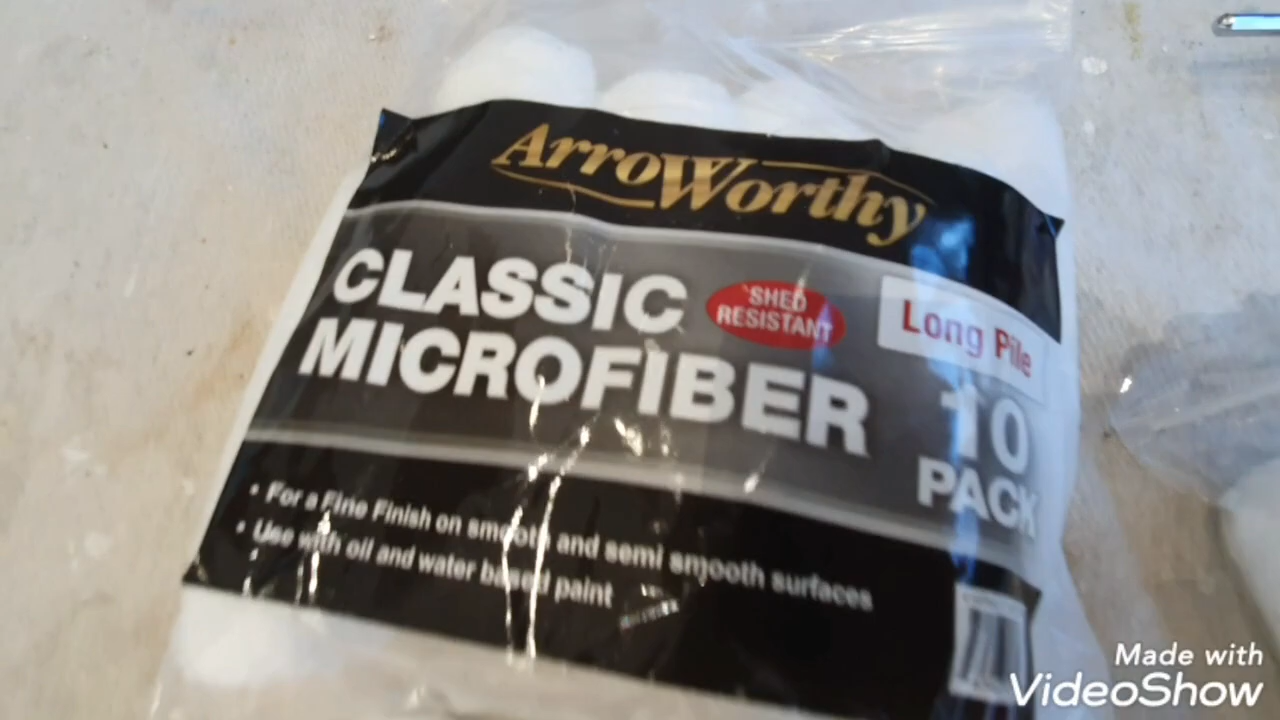 ArroWorthy
CLASSIC
MICROFIBER
SHED
RESISTANT
Long Pile
10
PACK
• For a Fine Finish on smooth and semi smooth surfaces
• Use with oil and water based paint
Made with
VideoShow